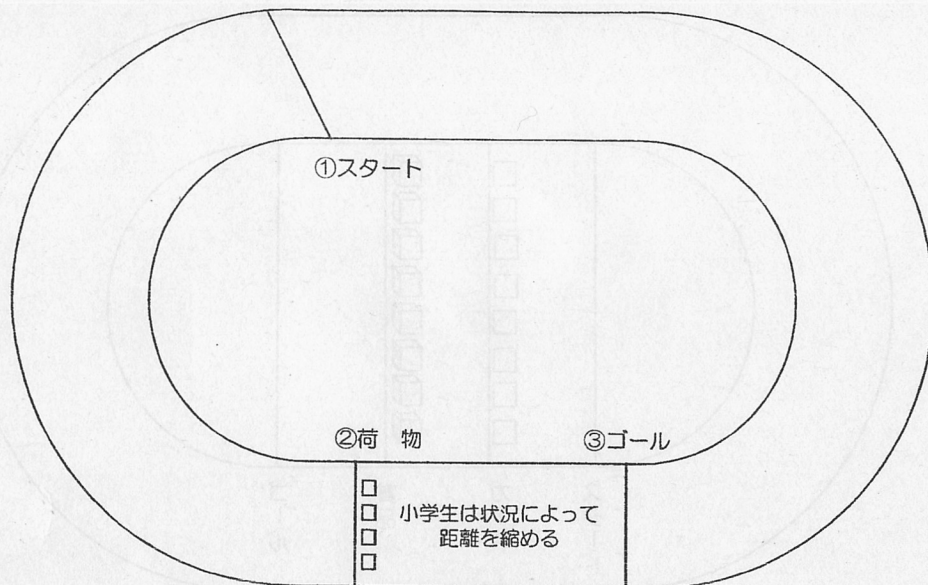 ①スタート
②荷　物
③ゴール
小学生は状況によって
距離を縮める